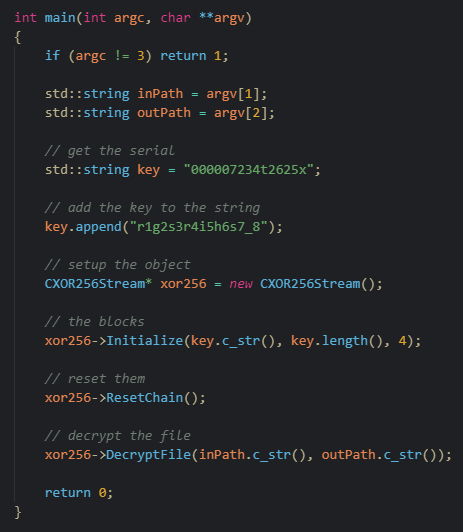 int main(int argc, char **argv)
{
if (argc != 3) return 1;
std::string inPath = argv[1];
std::string outPath = argv[2];
// get the serial
std::string key = "000007234t2625x";
// add the key to the string
key.append("r1g2s3r4i5h6s7_8");
// setup the object
CXOR256Stream* xor256 = new CXOR256Stream();
// the blocks
xor256->Initialize(key.c_str(), key.length(), 4);
// reset them
xor256->ResetChain();
// decrypt the file
xor256->DecryptFile(inPath.c_str(), outPath.c_str());
return 0;
}